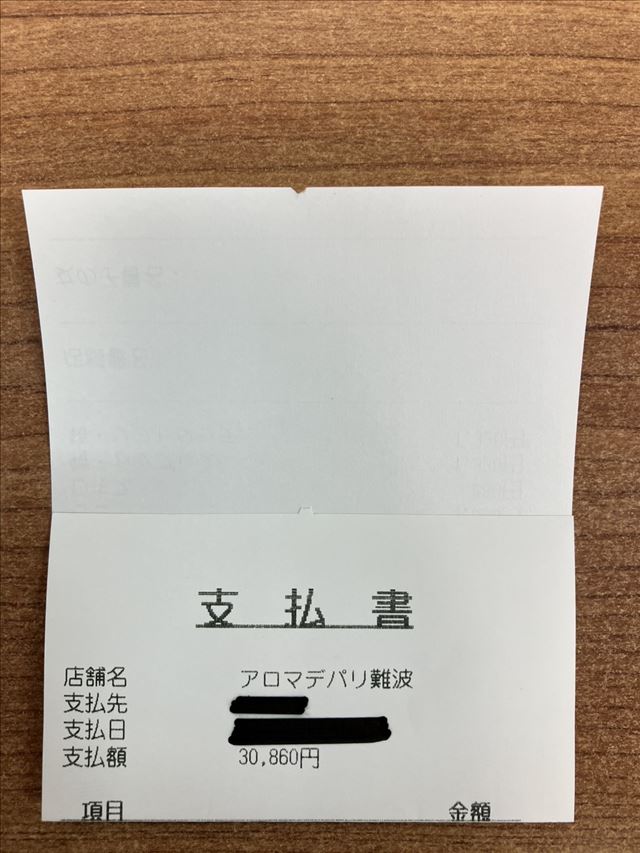 支払書
店舗名 アロマデパリ難波
支払先
支払日
支払額 30,860円
項目 金額